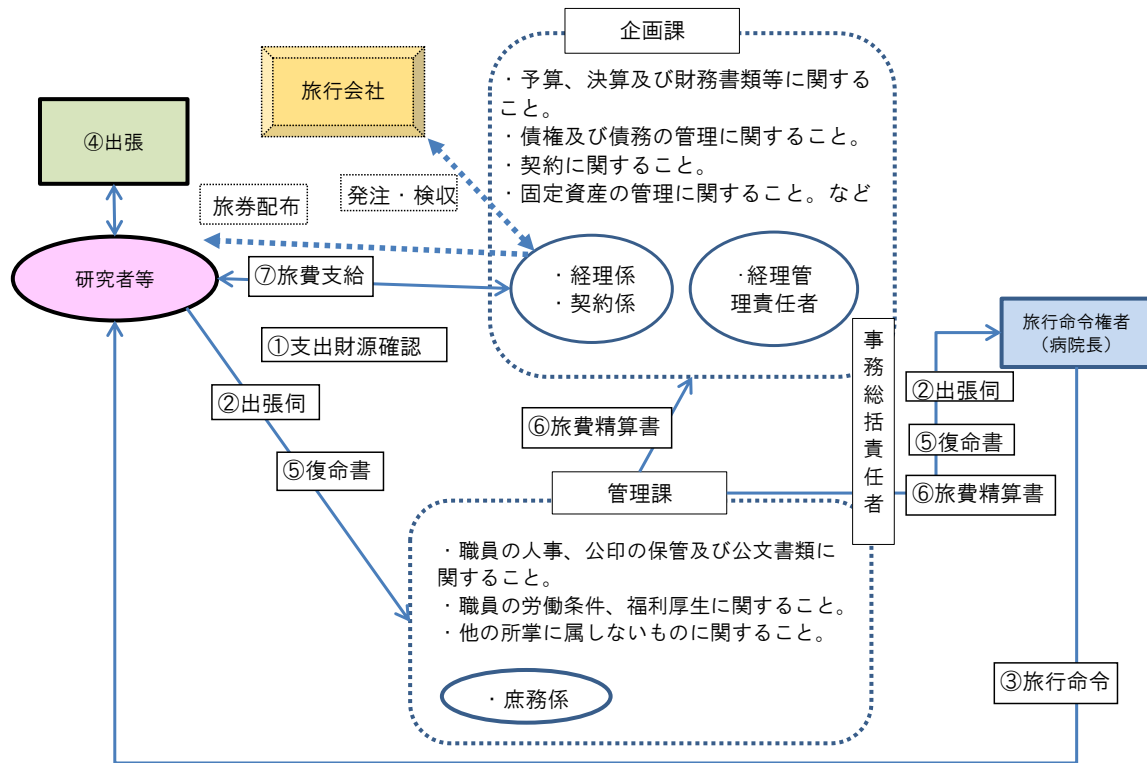 企画課
旅行会社
・予算、決算及び財務書類等に関する
こと。
・債権及び債務の管理に関すること。
・契約に関すること。
・固定資産の管理に関すること。など
④出張
発注・検収
旅券配布
研究者等
⑦旅費支給
・経理係
・契約係
・経理管
理責任者
①支出財源確認
旅行命令権者
（病院長）
事務総括責任者
②出張伺
②出張伺
⑥旅費精算書
⑤復命書
⑤復命書
管理課
⑥旅費精算書
・職員の人事、公印の保管及び公文書類に
関すること。
・職員の労働条件、福利厚生に関すること。
・他の所掌に属しないものに関すること。
③旅行命令
・庶務係